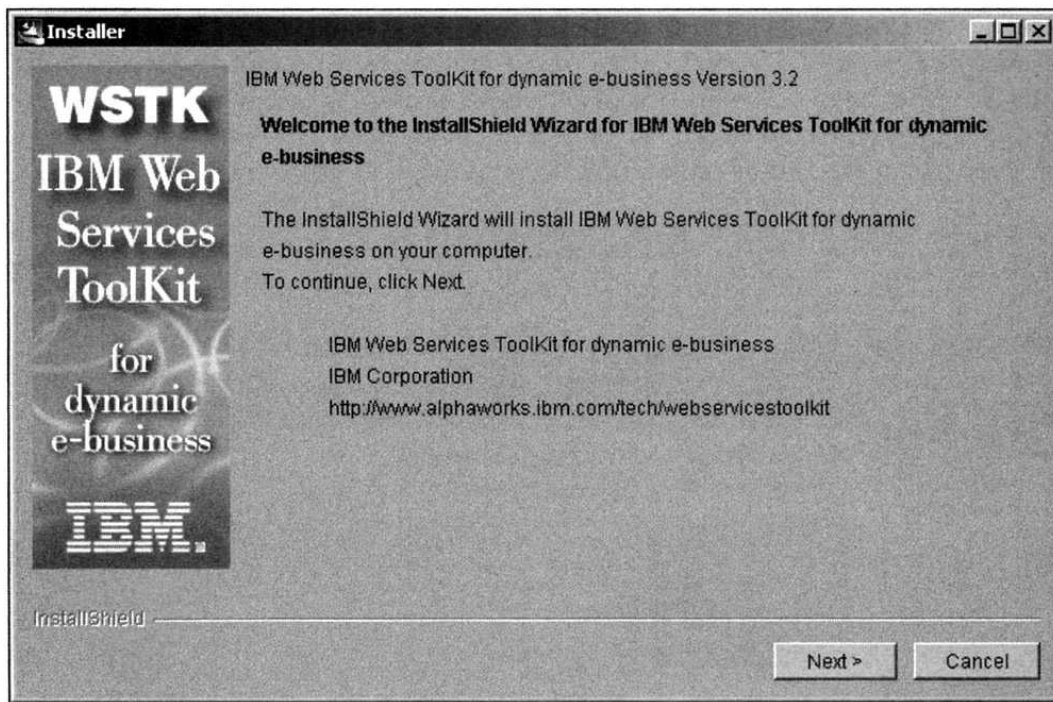 Installer
WSTK
IBM Web
Services
ToolKit
for
dynamic
e-business
IBM.
IBM Web Services ToolKit for dynamic e-business Version 3.2
Welcome to the InstallShield Wizard for IBM Web Services ToolKit for dynamic
e-business
The InstallShield Wizard will install IBM Web Services ToolKit for dynamic
e-business on your computer.
To continue, click Next.
IBM Web Services ToolKit for dynamic e-business
IBM Corporation
http://www.alphaworks.ibm.com/tech/webservicestoolkit
InstallShield
Next >
Cancel